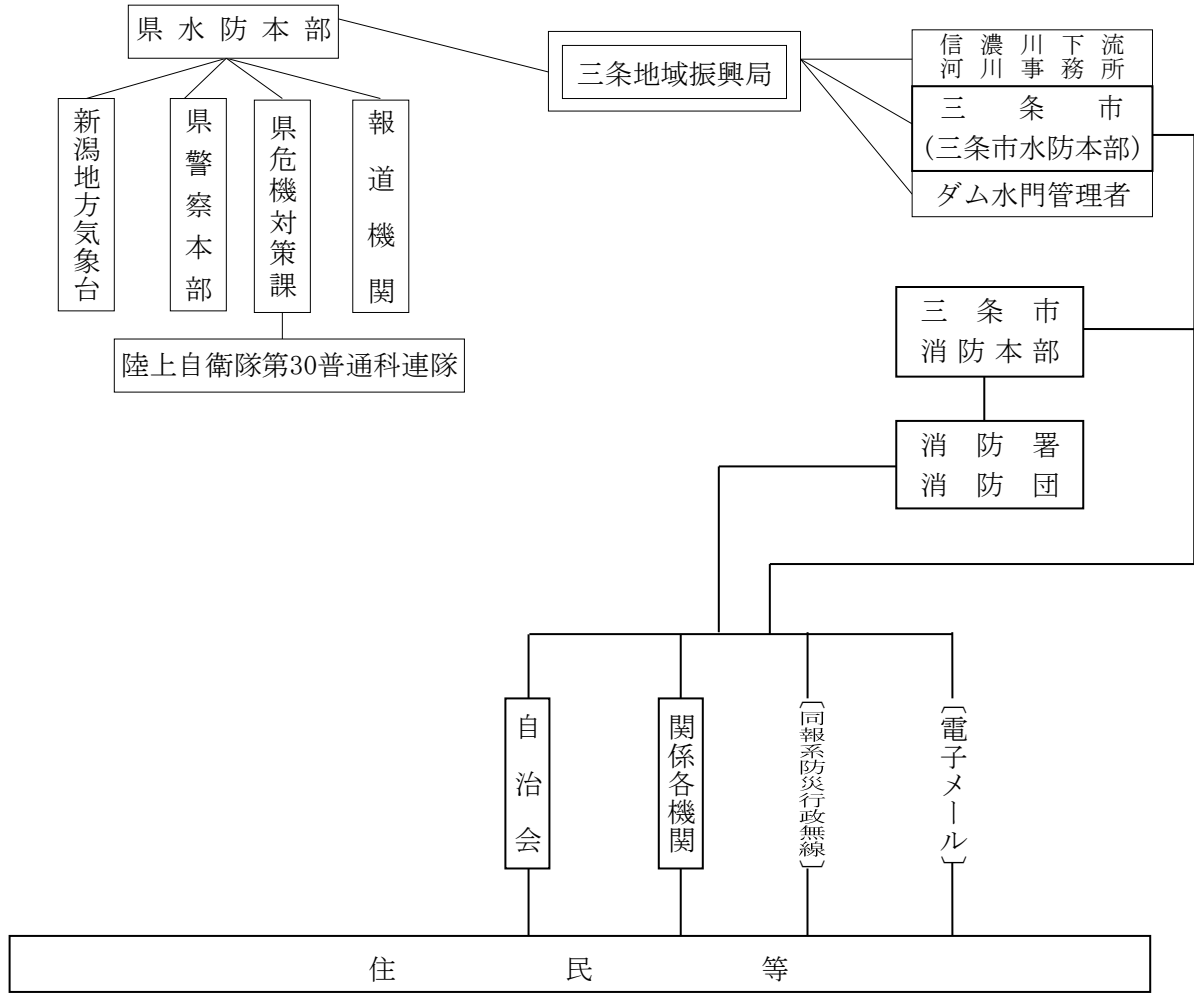 県水防本部
三条地域振興局
信濃川下流
河川事務所
三条市
(三条市水防本部)
ダム水門管理者
新潟地方気象台
県警察本部
県危機対策課
報道機関
陸上自衛隊第30普通科連隊
三条市
消防本部
消防署
消防団
自治会
関係各機関
〔同報系防災行政無線〕
〔電子メール〕
住民等